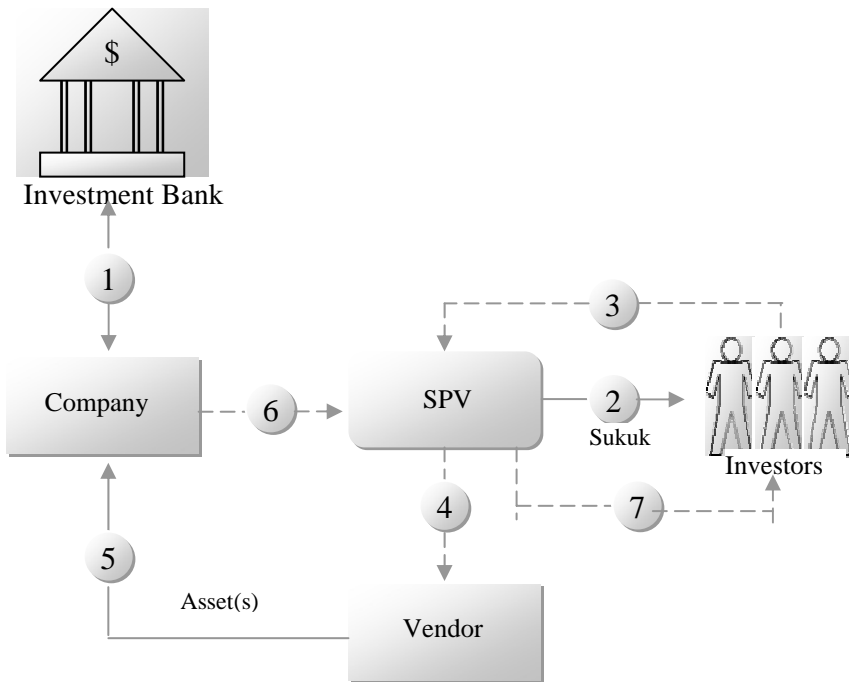 $
Investment Bank
1
3
Company
6
SPV
2
Sukuk
Investors
4
7
5
Asset(s)
Vendor